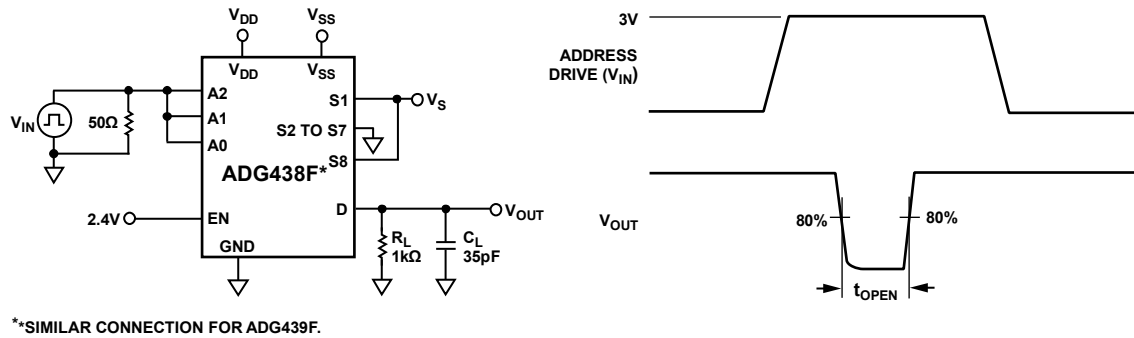 VDD
VSS
VDD
VSS
VIN
50Ω
A2
A1
A0
S1
VS
S2 TO S7
S8
ADG438F*
2.4V
EN
D
VOUT
GND
RL
1kΩ
CL
35pF
**SIMILAR CONNECTION FOR ADG439F.
3V
ADDRESS
DRIVE (VIN)
VOUT
80%
80%
tOPEN